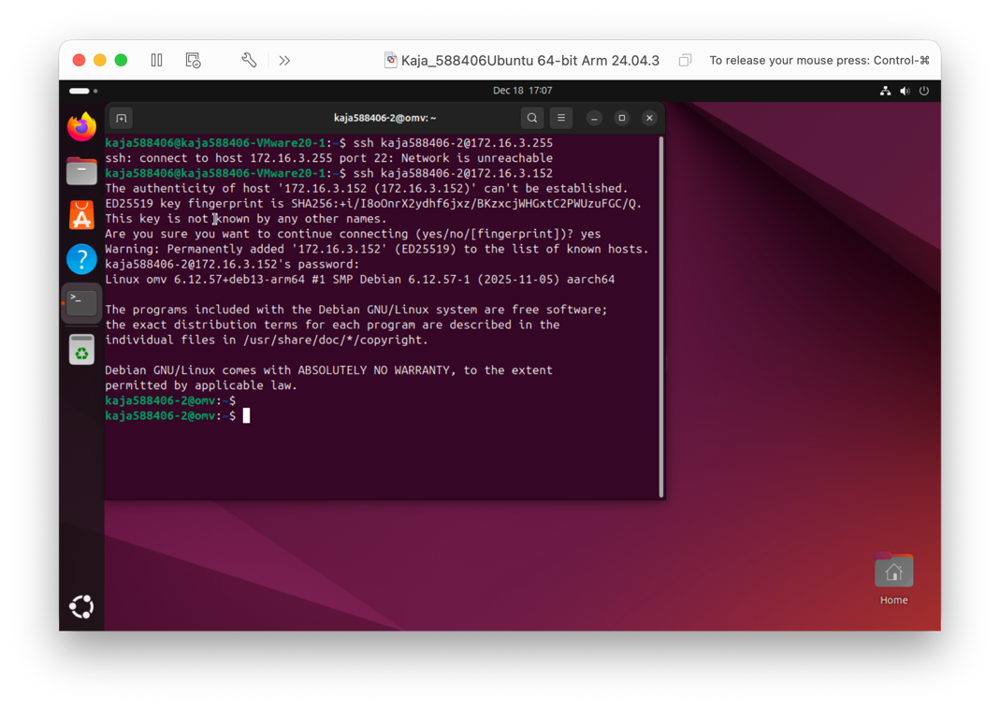 Kaja_588406Ubuntu 64-bit Arm 24.04.3
To release your mouse press: Control-⌘
Dec 18 17:07
kaja588406-2@omv: ~
kaja588406@kaja588406-VMware20-1:~$ ssh kaja588406-2@172.16.3.255
ssh: connect to host 172.16.3.255 port 22: Network is unreachable
kaja588406@kaja588406-VMware20-1:~$ ssh kaja588406-2@172.16.3.152
The authenticity of host '172.16.3.152 (172.16.3.152)' can't be established.
ED25519 key fingerprint is SHA256:+i/I8oOnrX2ydhf6jxz/BKzxcjWHGxtC2PWUzuFGC/Q.
This key is not known by any other names.
Are you sure you want to continue connecting (yes/no/[fingerprint])? yes
Warning: Permanently added '172.16.3.152' (ED25519) to the list of known hosts.
kaja588406-2@172.16.3.152's password:
Linux omv 6.12.57+deb13-arm64 #1 SMP Debian 6.12.57-1 (2025-11-05) aarch64
The programs included with the Debian GNU/Linux system are free software;
the exact distribution terms for each program are described in the
individual files in /usr/share/doc/*/copyright.
Debian GNU/Linux comes with ABSOLUTELY NO WARRANTY, to the extent
permitted by applicable law.
kaja588406-2@omv:~$
kaja588406-2@omv:~$
Home